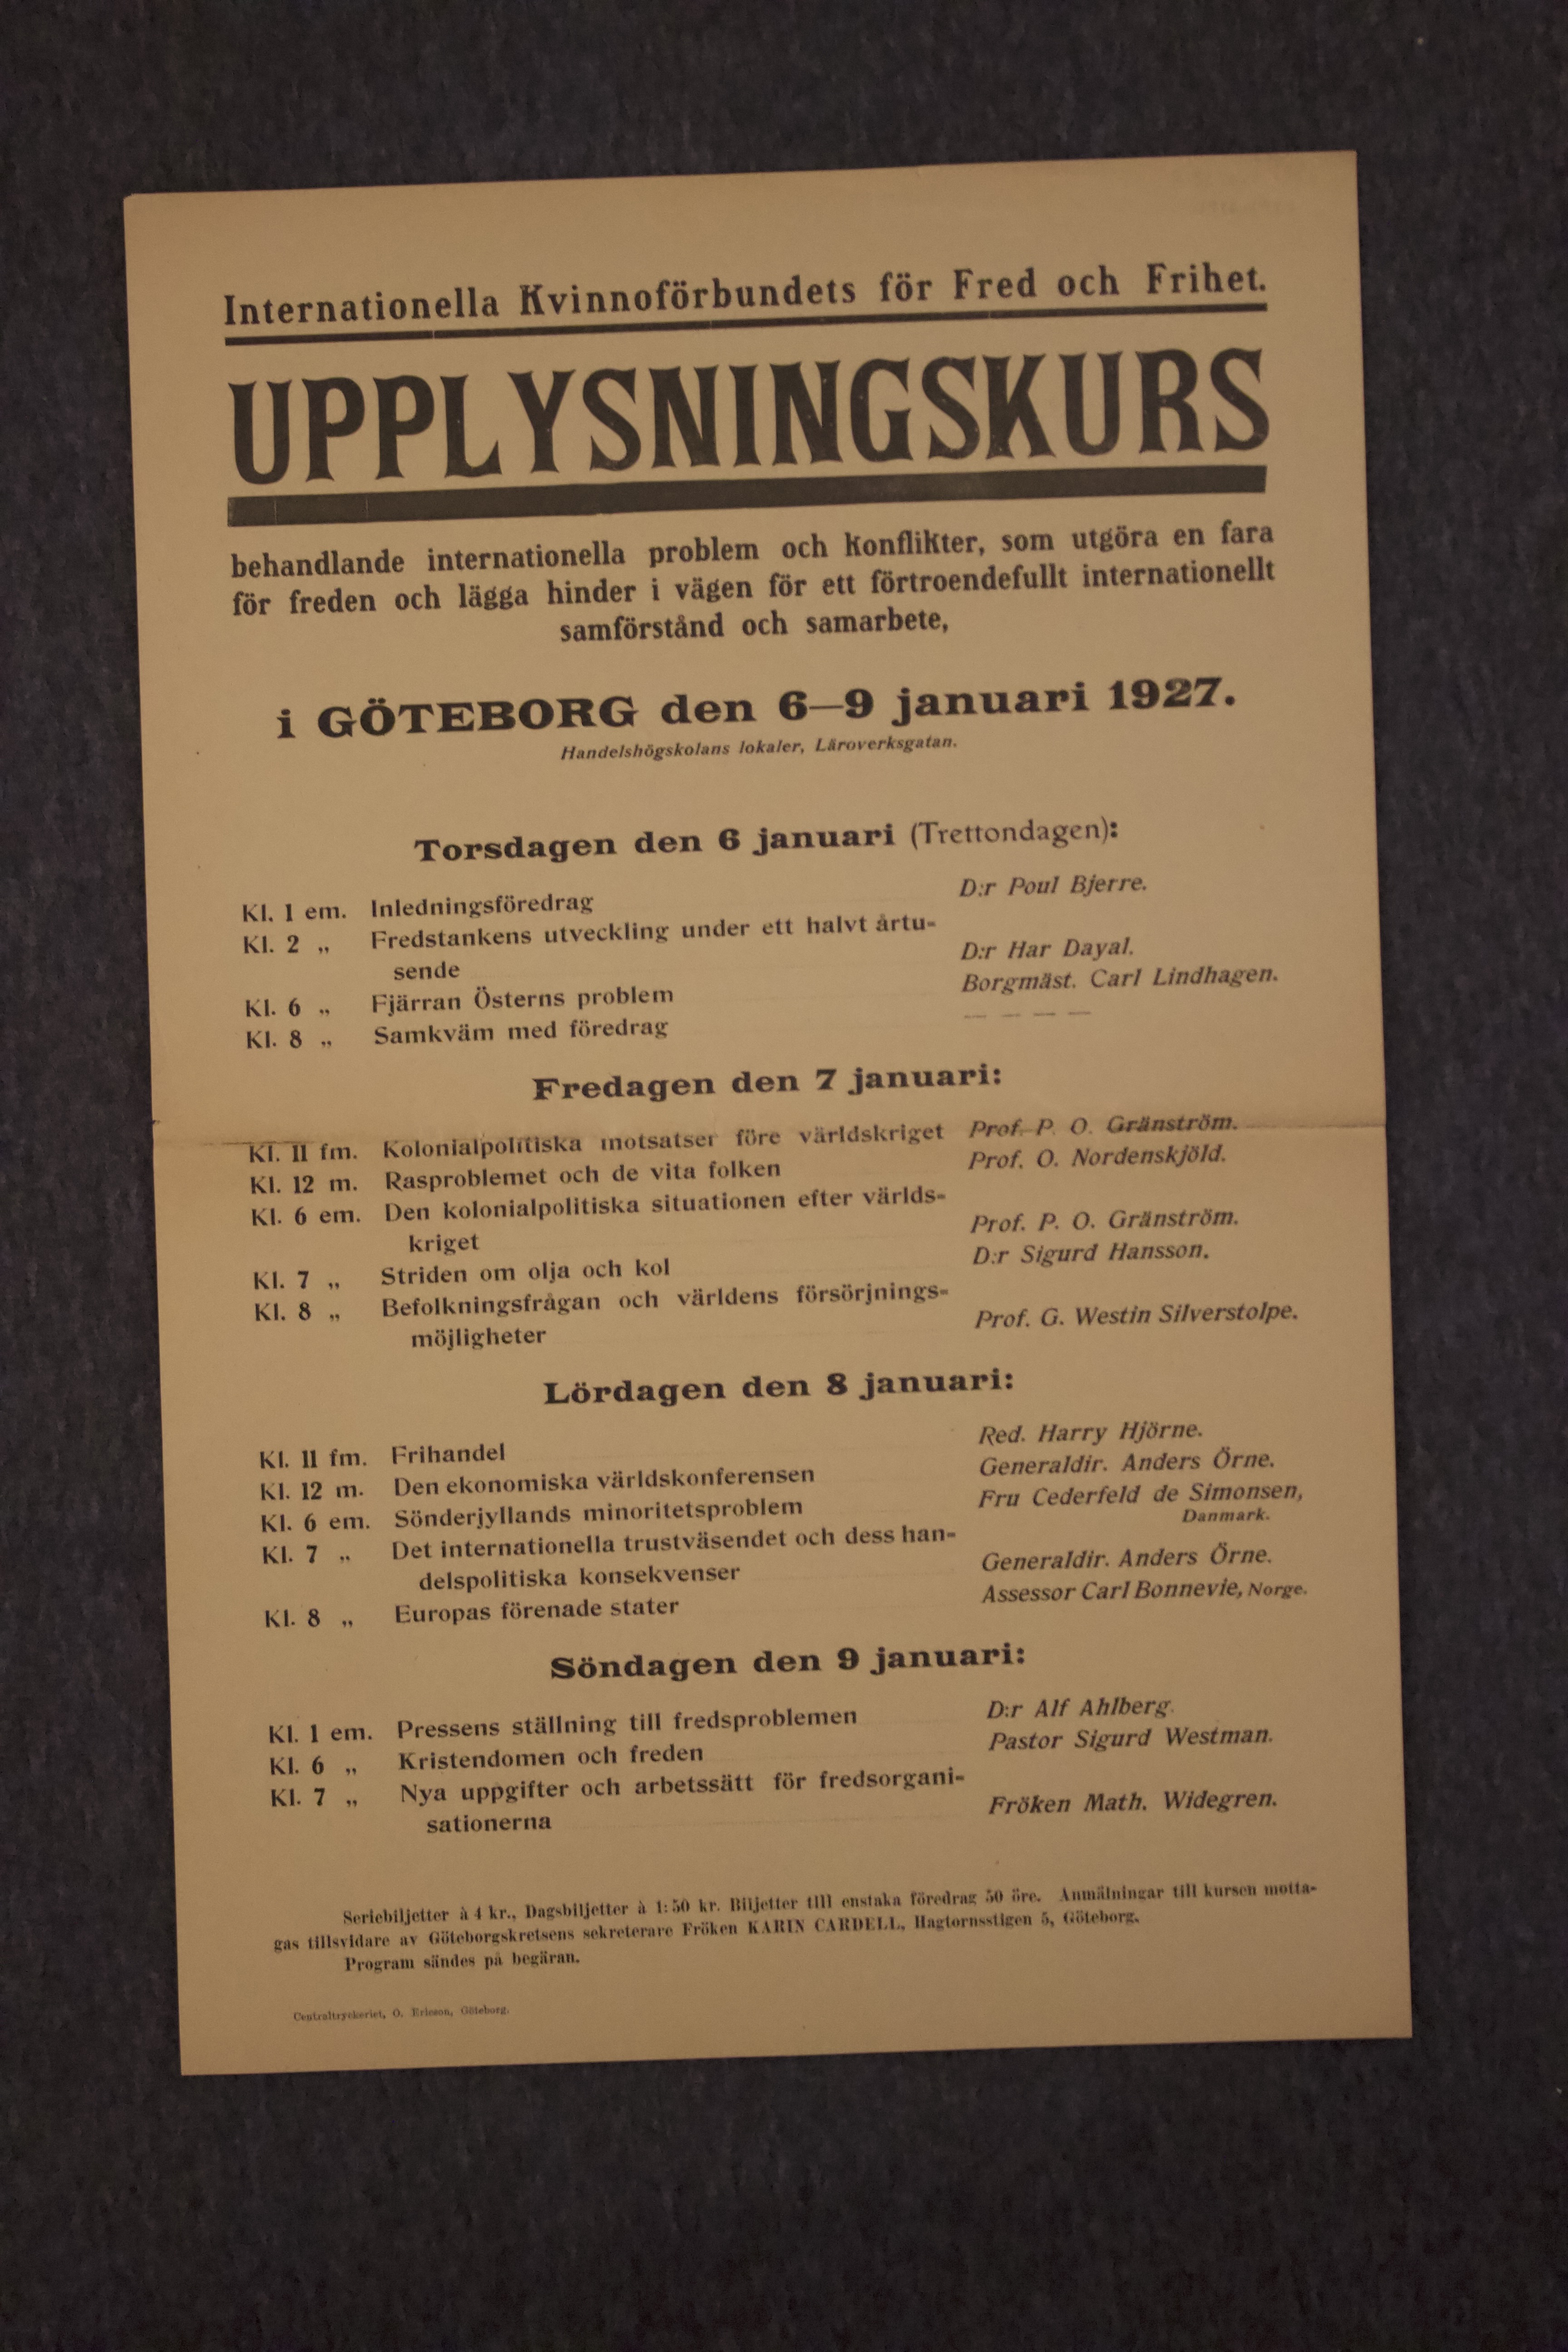 Internationella Kvinnoförbundets för Fred och Frihet.
UPPLYSNINGSKURS
behandlande internationella problem och konflikter, som utgöra en fara
för freden och lägga hinder i vägen för ett förtroendefullt internationellt
samförstånd och samarbete,
i GÖTEBORG den 6—9 januari 1927.
Handelshögskolans lokaler, Läroverksgatan.
Torsdagen den 6 januari (Trettondagen):
Kl. 1 em. Inledningsföredrag D:r Poul Bjerre.
Kl. 2 „ Fredstankens utveckling under ett halvt årtu-
sende D:r Har Dayal.
Kl. 6 „ Fjärran Österns problem Borgmäst. Carl Lindhagen.
Kl. 8 „ Samkväm med föredrag — — — —
Fredagen den 7 januari:
Kl. 11 fm. Kolonialpolitiska motsatser före världskriget Prof. P. O. Gränström.
Kl. 12 m. Rasproblemet och de vita folken Prof. O. Nordenskjöld.
Kl. 6 em. Den kolonialpolitiska situationen efter världs-
kriget Prof. P. O. Gränström.
Kl. 7 „ Striden om olja och kol D:r Sigurd Hansson.
Kl. 8 „ Befolkningsfrågan och världens försörjnings-
möjligheter Prof. G. Westin Silverstolpe.
Lördagen den 8 januari:
Kl. 11 fm. Frihandel Red. Harry Hjörne.
Kl. 12 m. Den ekonomiska världskonferensen Generaldir. Anders Örne.
Kl. 6 em. Sönderjyllands minoritetsproblem Fru Cederfeld de Simonsen,
Danmark.
Kl. 7 „ Det internationella trustväsendet och dess han-
delspolitiska konsekvenser Generaldir. Anders Örne.
Kl. 8 „ Europas förenade stater Assessor Carl Bonnevie, Norge.
Söndagen den 9 januari:
Kl. 1 em. Pressens ställning till fredsproblemen D:r Alf Ahlberg.
Kl. 6 „ Kristendomen och freden Pastor Sigurd Westman.
Kl. 7 „ Nya uppgifter och arbetssätt för fredsorgani-
sationerna Fröken Math. Widegren.
Seriebiljetter à 4 kr., Dagsbiljetter à 1:50 kr. Biljetter till enstaka föredrag 50 öre. Anmälningar till kursen motta-
gas tillsvidare av Göteborgskretsens sekreterare Fröken KARIN CARDELL, Hagtornsstigen 5, Göteborg.
Program sändes på begäran.
Centraltryckeriet, O. Ericson, Göteborg.